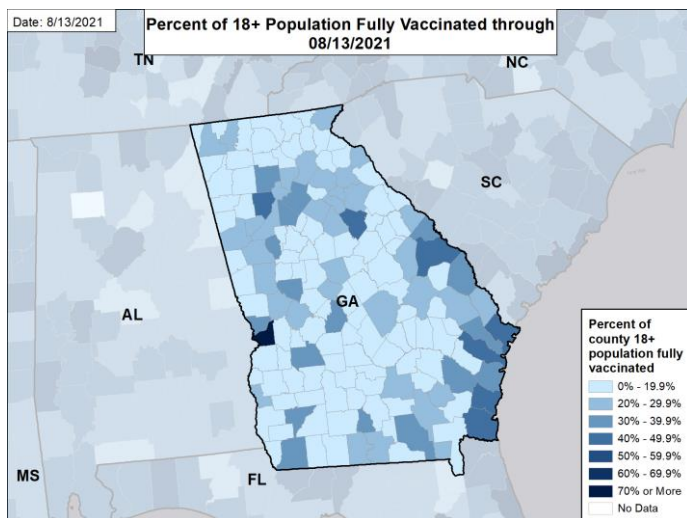 Date: 8/13/2021
Percent of 18+ Population Fully Vaccinated through
08/13/2021
TN
NC
SC
AL
GA
MS
FL
Percent of
county 18+
population fully
vaccinated
0% - 19.9%
20% - 29.9%
30% - 39.9%
40% - 49.9%
50% - 59.9%
60% - 69.9%
70% or More
No Data